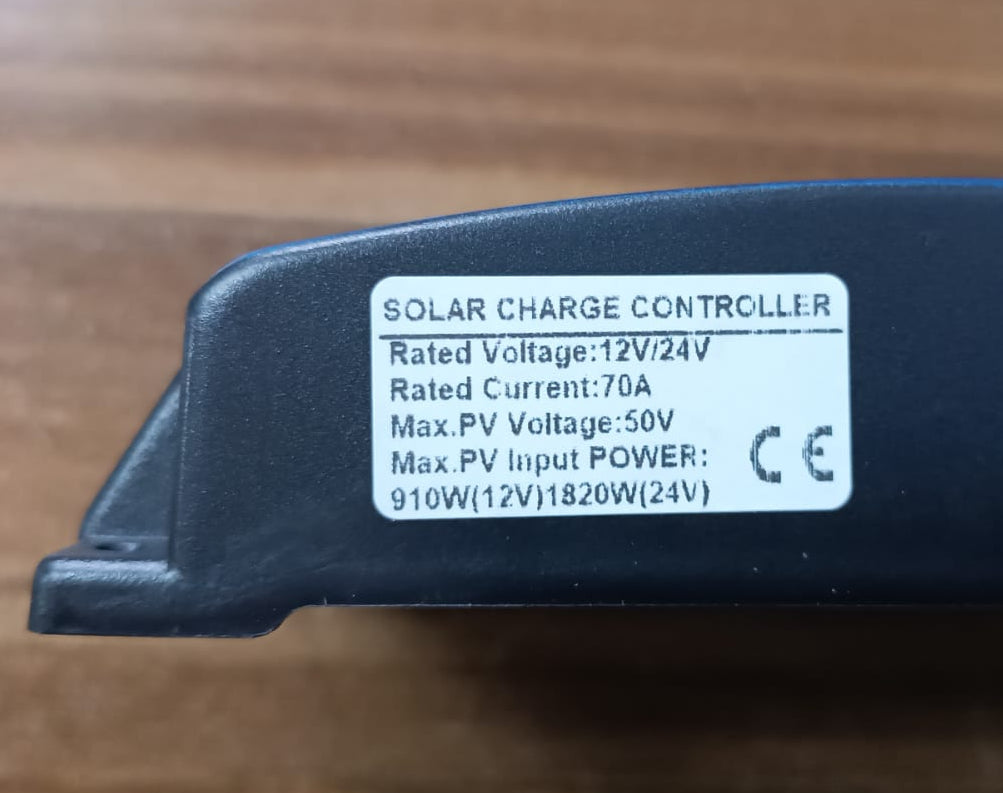 SOLAR CHARGE CONTROLLER
Rated Voltage:12V/24V
Rated Current:70A
Max.PV Voltage:50V
Max.PV Input POWER:
910W(12V)1820W(24V)
CE